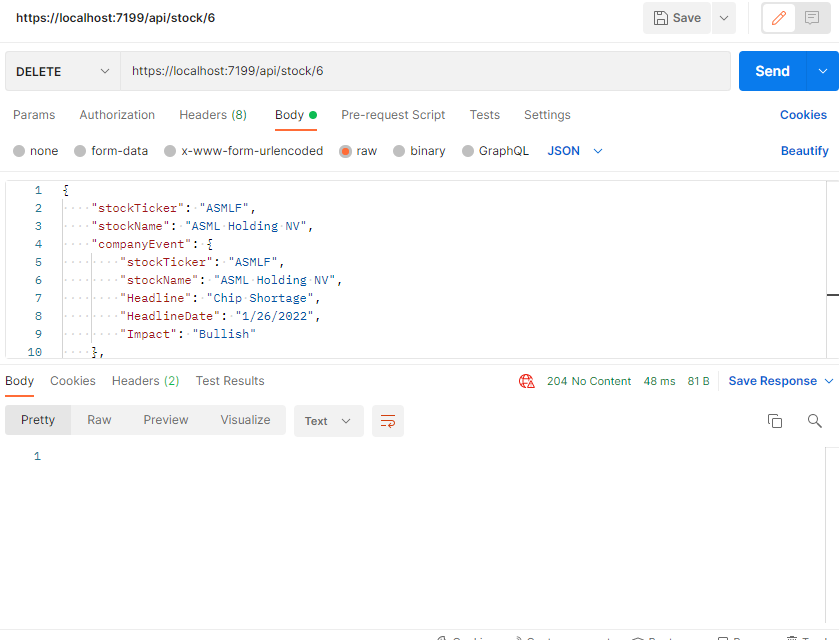 https://localhost:7199/api/stock/6 Save
DELETE https://localhost:7199/api/stock/6 Send
Params Authorization Headers (8) Body Pre-request Script Tests Settings Cookies
none form-data x-www-form-urlencoded raw binary GraphQL JSON Beautify
1 {
2 "stockTicker": "ASMLF",
3 "stockName": "ASML Holding NV",
4 "companyEvent": {
5 "stockTicker": "ASMLF",
6 "stockName": "ASML Holding NV",
7 "Headline": "Chip Shortage",
8 "HeadlineDate": "1/26/2022",
9 "Impact": "Bullish"
10 },
Body Cookies Headers (2) Test Results 204 No Content 48 ms 81 B Save Response
Pretty Raw Preview Visualize Text
1